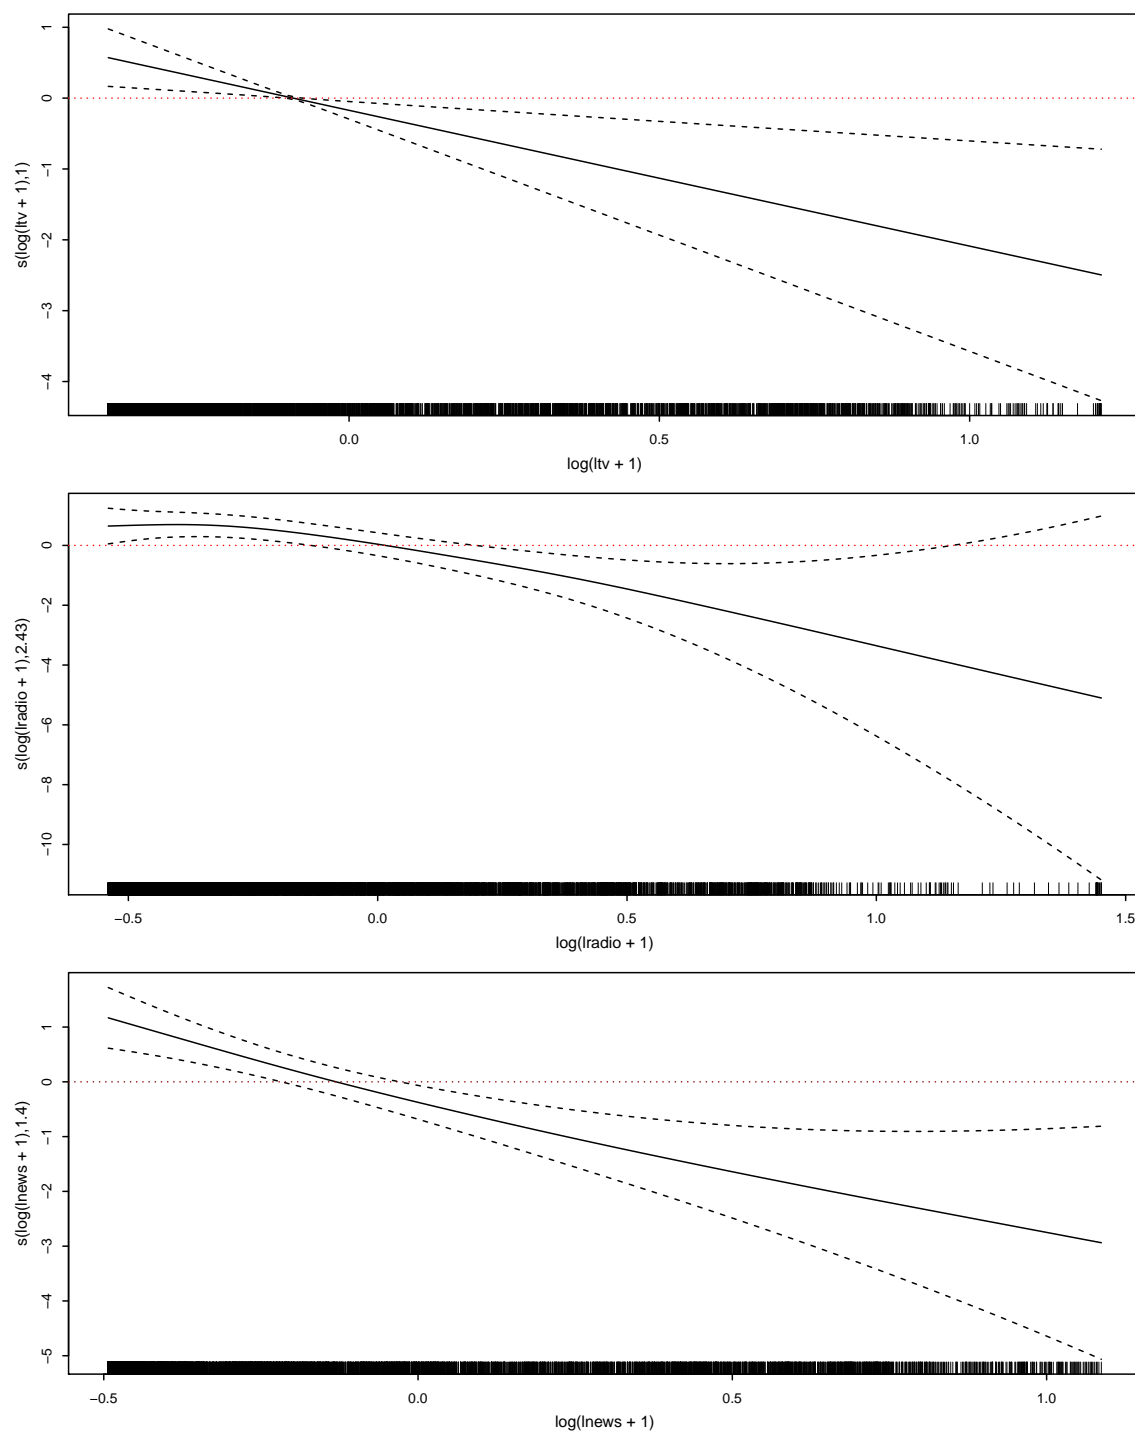 1
0
−1
−2
−3
−4
s(log(ltv + 1),1)
0.0 0.5 1.0
log(ltv + 1)
0
−2
−4
−6
−8
−10
s(log(lradio + 1),2.43)
−0.5 0.0 0.5 1.0 1.5
log(lradio + 1)
1
0
−1
−2
−3
−4
−5
s(log(lnews + 1),1.4)
−0.5 0.0 0.5 1.0
log(lnews + 1)